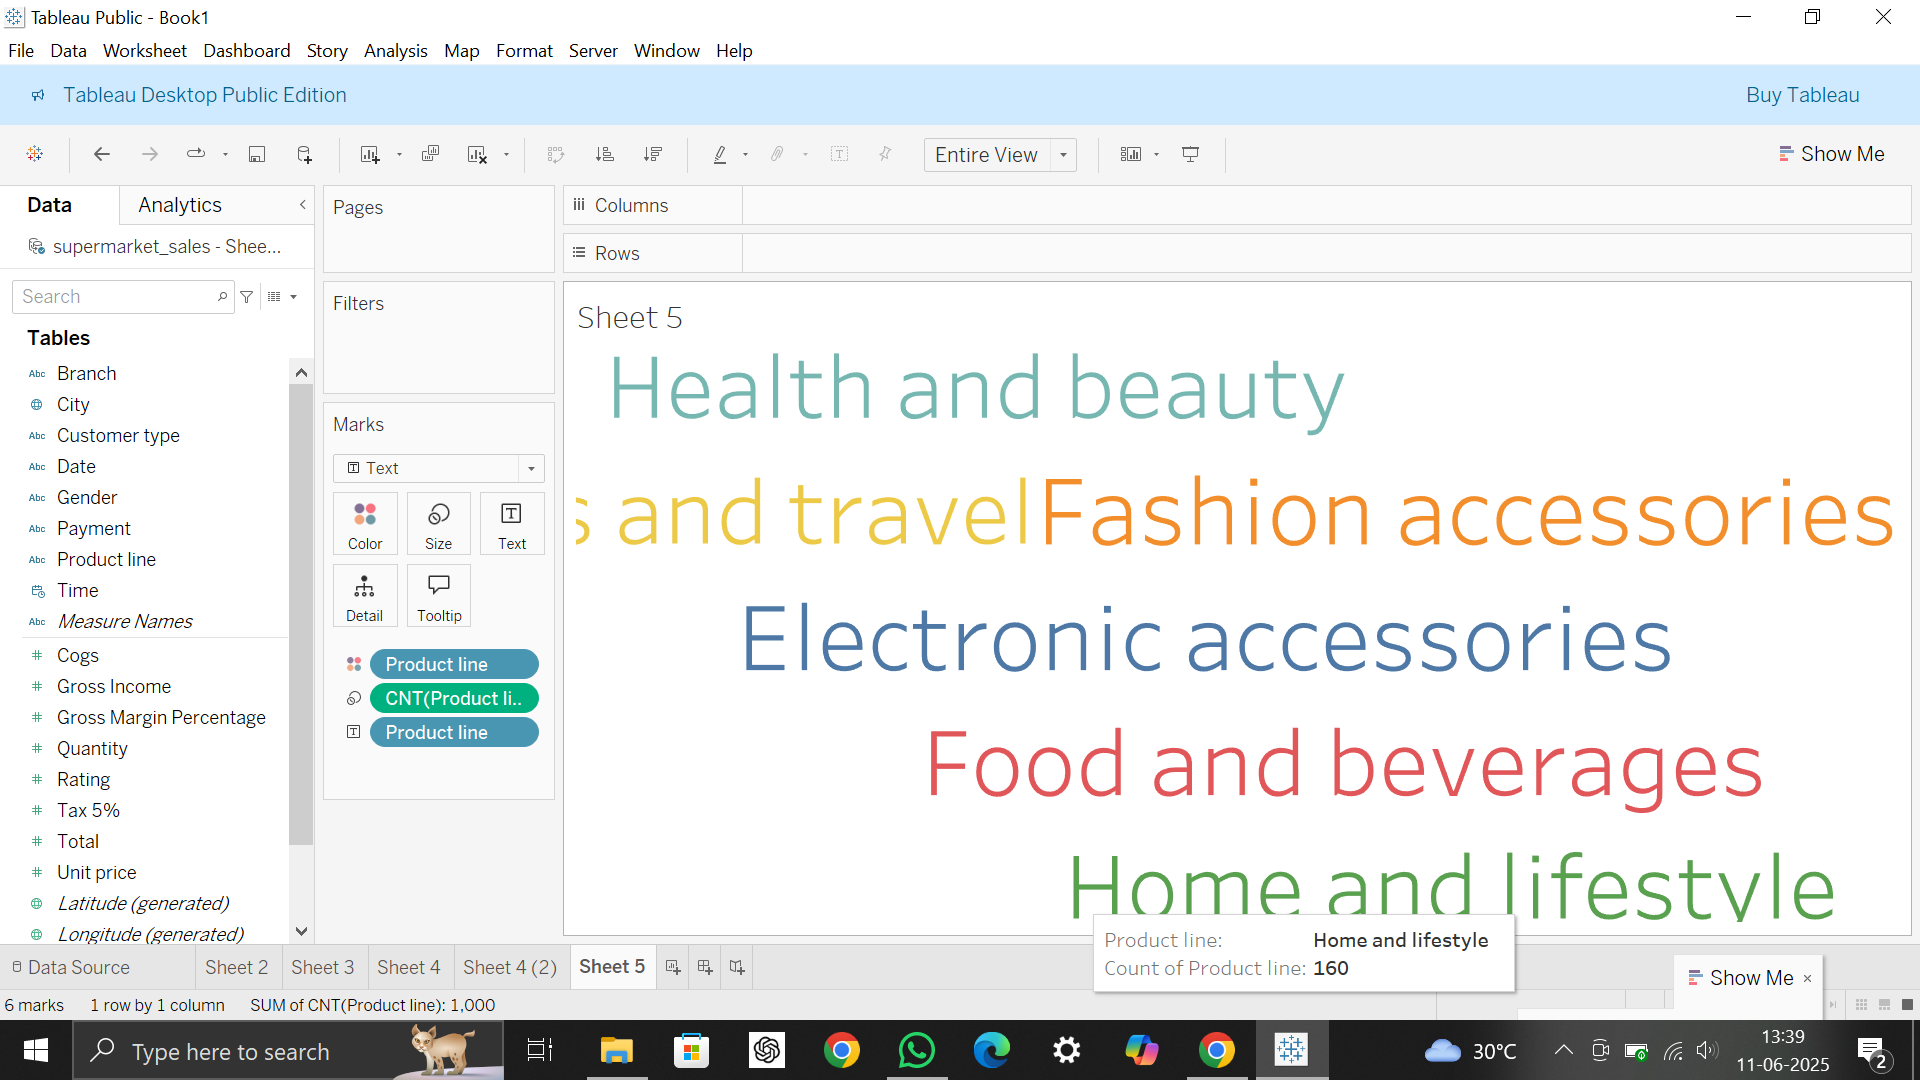 Tableau Public - Book1
File Data Worksheet Dashboard Story Analysis Map Format Server Window Help
Tableau Desktop Public Edition
Buy Tableau
Entire View
Show Me
Data
Analytics
supermarket_sales - Shee...
Search
Tables
Abc Branch
City
Abc Customer type
Abc Date
Abc Gender
Abc Payment
Abc Product line
Time
Abc Measure Names
# Cogs
# Gross Income
# Gross Margin Percentage
# Quantity
# Rating
# Tax 5%
# Total
# Unit price
Latitude (generated)
Longitude (generated)
Pages
Filters
Marks
Text
Color
Size
Text
Detail
Tooltip
Product line
CNT(Product li..
Product line
Columns
Rows
Sheet 5
Health and beauty
s and travel Fashion accessories
Electronic accessories
Food and beverages
Home and lifestyle
Product line: Home and lifestyle
Count of Product line: 160
Data Source
Sheet 2
Sheet 3
Sheet 4
Sheet 4 (2)
Sheet 5
Show Me
6 marks 1 row by 1 column SUM of CNT(Product line): 1,000
Type here to search
30°C
13:39
11-06-2025
2